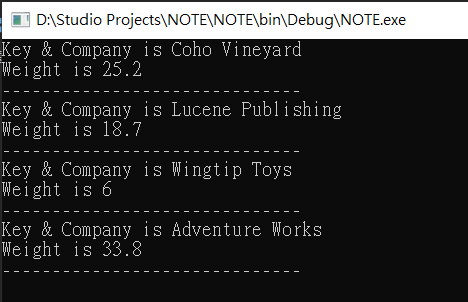 D:\Studio Projects\NOTE\NOTE\bin\Debug\NOTE.exe
Key & Company is Coho Vineyard
Weight is 25.2
------------------------------
Key & Company is Lucene Publishing
Weight is 18.7
------------------------------
Key & Company is Wingtip Toys
Weight is 6
------------------------------
Key & Company is Adventure Works
Weight is 33.8
------------------------------